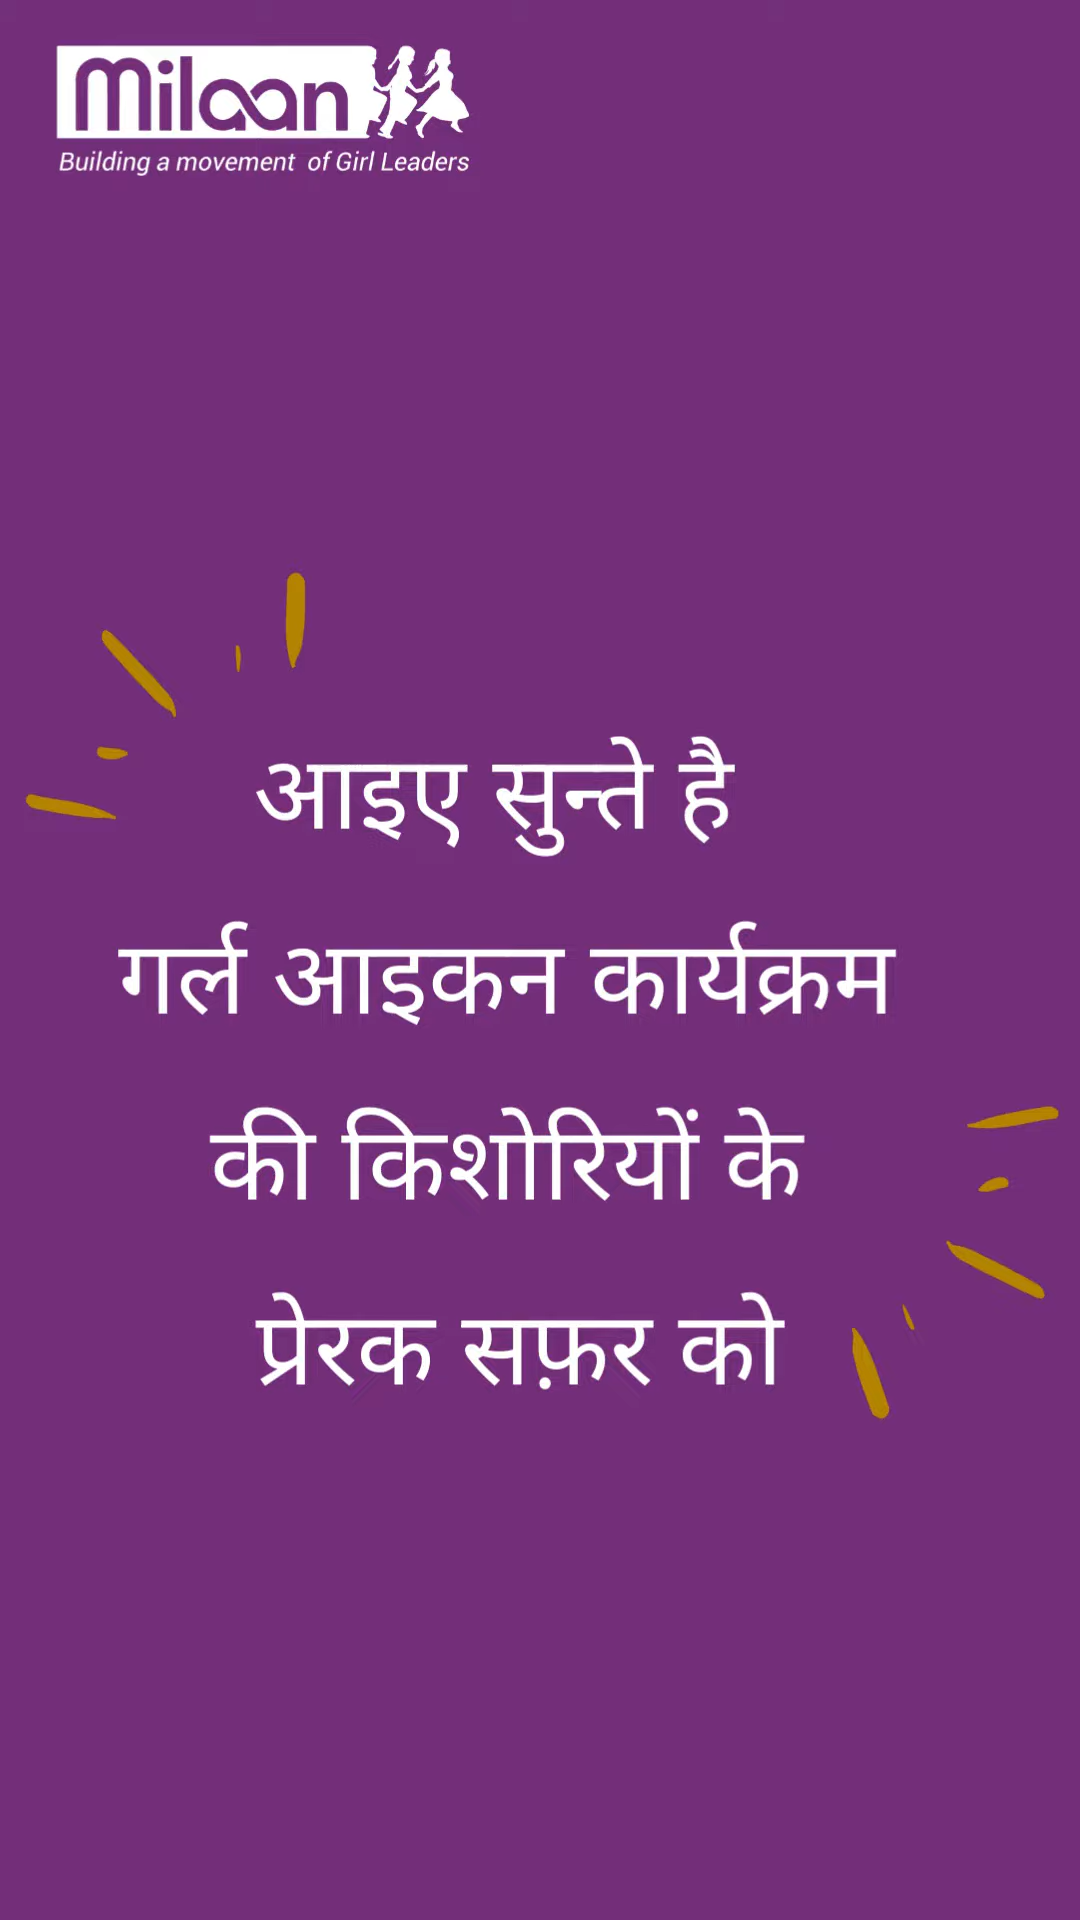 Milaan
Building a movement of Girl Leaders
आइए सुन्ते है
गर्ल आइकन कार्यक्रम
की किशोरियों के
प्रेरक सफ़र को